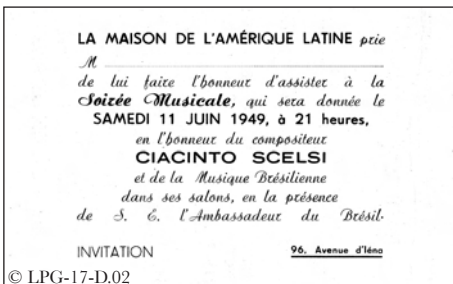 LA MAISON DE L'AMÉRIQUE LATINE prie
M
de lui faire l'honneur d'assister à la
Soirée Musicale, qui sera donnée le
SAMEDI 11 JUIN 1949, à 21 heures,
en l'honneur du compositeur
CIACINTO SCELSI
et de la Musique Brésilienne
dans ses salons, en la présence
de S. E. l'Ambassadeur du Brésil.
INVITATION 96, Avenue d'Iéna
© LPG-17-D.02